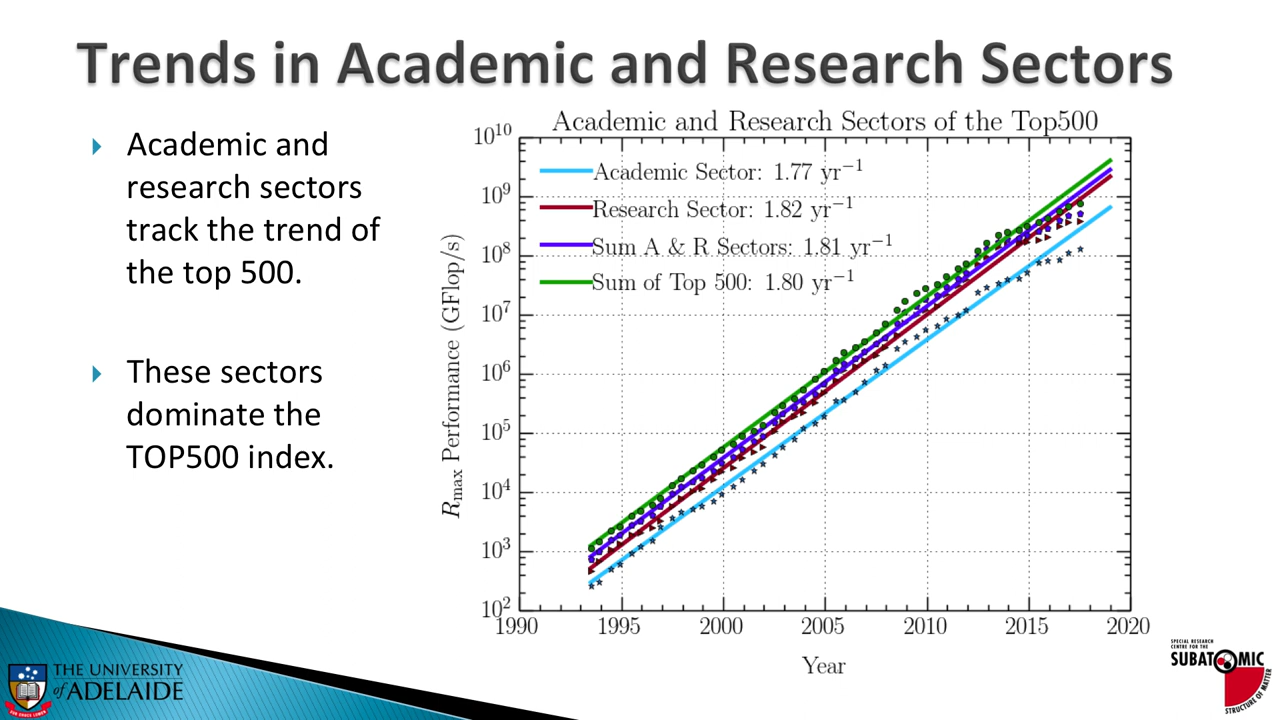 Trends in Academic and Research Sectors
Academic and
research sectors
track the trend of
the top 500.
These sectors
dominate the
TOP500 index.
Academic and Research Sectors of the Top500
Academic Sector: 1.77 yr⁻¹
Research Sector: 1.82 yr⁻¹
Sum A & R Sectors: 1.81 yr⁻¹
Sum of Top 500: 1.80 yr⁻¹
R_max Performance (GFlop/s)
10¹⁰
10⁹
10⁸
10⁷
10⁶
10⁵
10⁴
10³
10²
1990 1995 2000 2005 2010 2015 2020
Year
THE UNIVERSITY
of ADELAIDE
SPECIAL RESEARCH
CENTRE FOR THE
SUBATOMIC
STRUCTURE OF MATTER